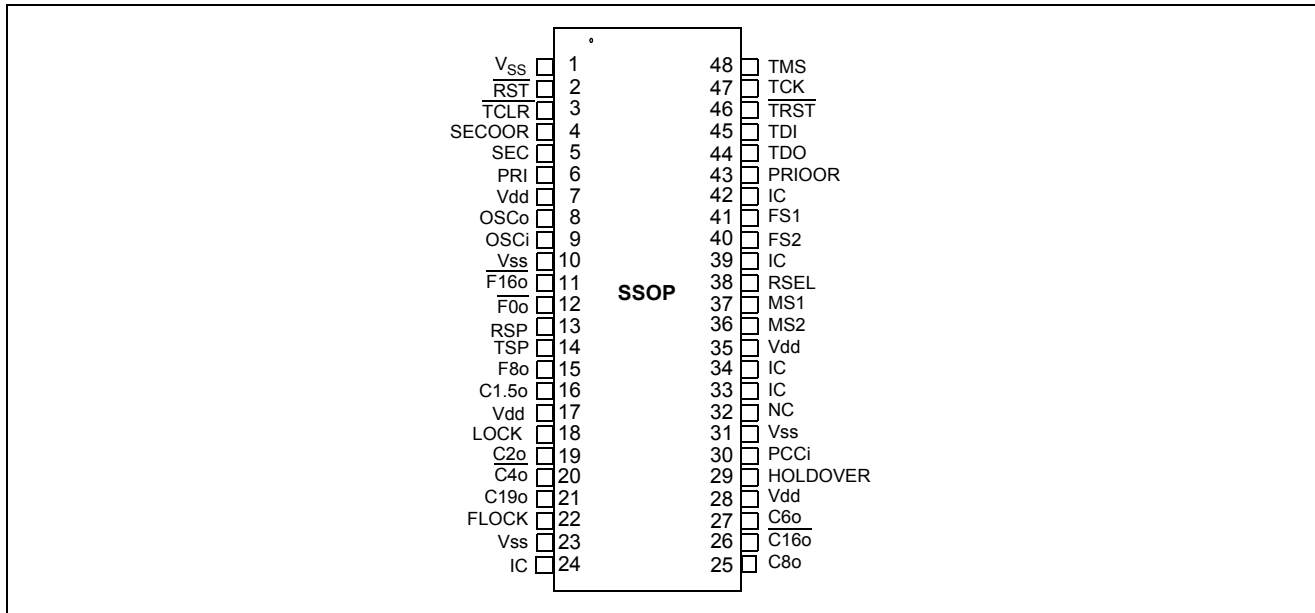 V_SS 1 48 TMS
RST 2 47 TCK
TCLR 3 46 TRST
SECOOR 4 45 TDI
SEC 5 44 TDO
PRI 6 43 PRIOOR
Vdd 7 42 IC
OSCo 8 41 FS1
OSCi 9 40 FS2
Vss 10 39 IC
F16o 11 38 RSEL
SSOP
F0o 12 37 MS1
RSP 13 36 MS2
TSP 14 35 Vdd
F8o 15 34 IC
C1.5o 16 33 IC
Vdd 17 32 NC
LOCK 18 31 Vss
C2o 19 30 PCCi
C4o 20 29 HOLDOVER
C19o 21 28 Vdd
FLOCK 22 27 C6o
Vss 23 26 C16o
IC 24 25 C8o